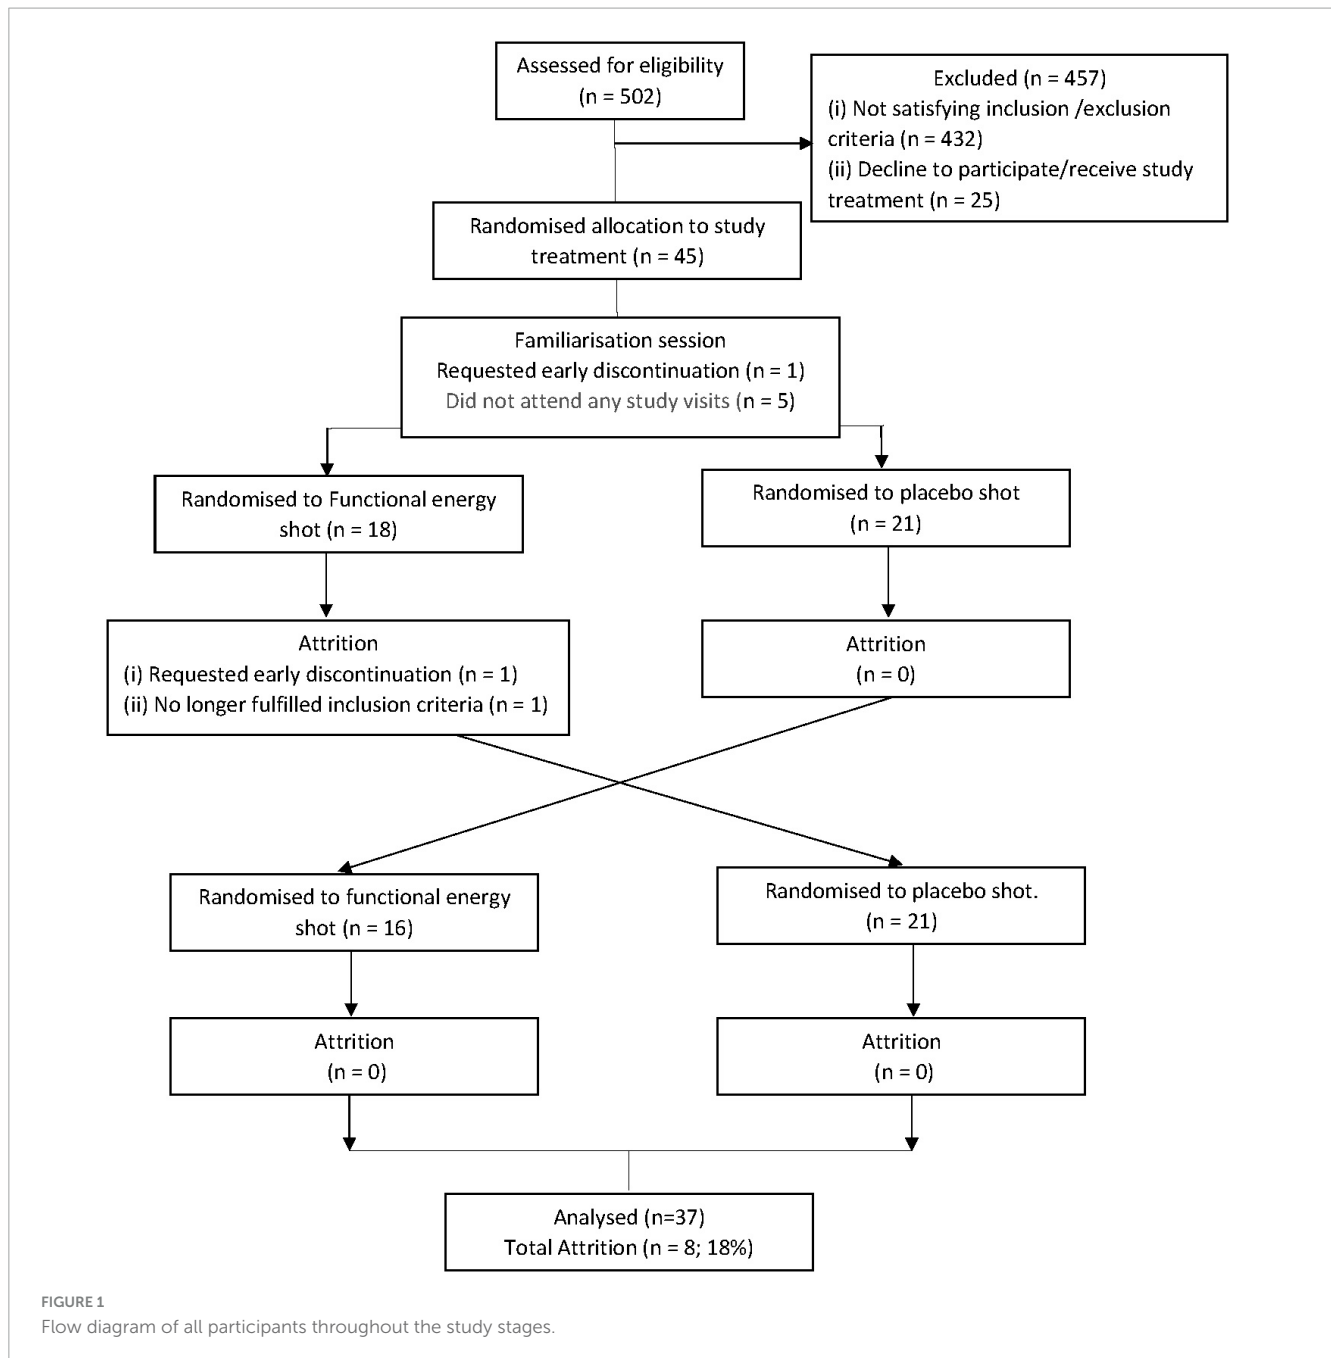 Assessed for eligibility
(n = 502)
Excluded (n = 457)
(i) Not satisfying inclusion /exclusion
criteria (n = 432)
(ii) Decline to participate/receive study
treatment (n = 25)
Randomised allocation to study
treatment (n = 45)
Familiarisation session
Requested early discontinuation (n = 1)
Did not attend any study visits (n = 5)
Randomised to Functional energy
shot (n = 18)
Randomised to placebo shot
(n = 21)
Attrition
(i) Requested early discontinuation (n = 1)
(ii) No longer fulfilled inclusion criteria (n = 1)
Attrition
(n = 0)
Randomised to functional energy
shot (n = 16)
Randomised to placebo shot.
(n = 21)
Attrition
(n = 0)
Attrition
(n = 0)
Analysed (n=37)
Total Attrition (n = 8; 18%)
FIGURE 1
Flow diagram of all participants throughout the study stages.